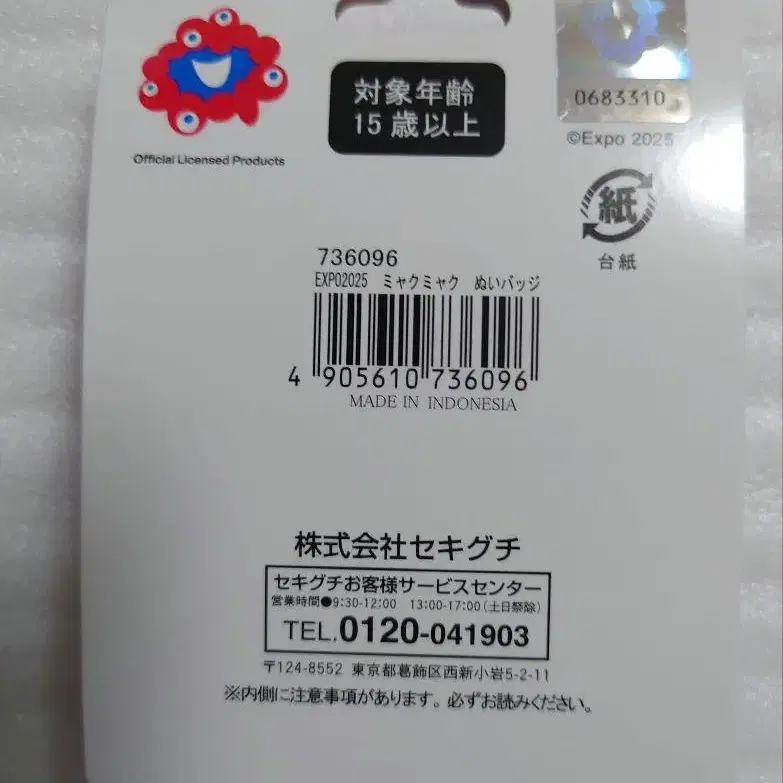 Official Licensed Products
対象年齢
15歳以上
0683310
©Expo 2025
紙
台紙
736096
EXPO2025 ミャクミャク ぬいバッジ
4 905610 736096
MADE IN INDONESIA
株式会社セキグチ
セキグチお客様サービスセンター
営業時間●9:30-12:00 13:00-17:00(土日祭除)
TEL.0120-041903
〒124-8552 東京都葛飾区西新小岩5-2-11
※内側に注意事項があります。必ずお読みください。